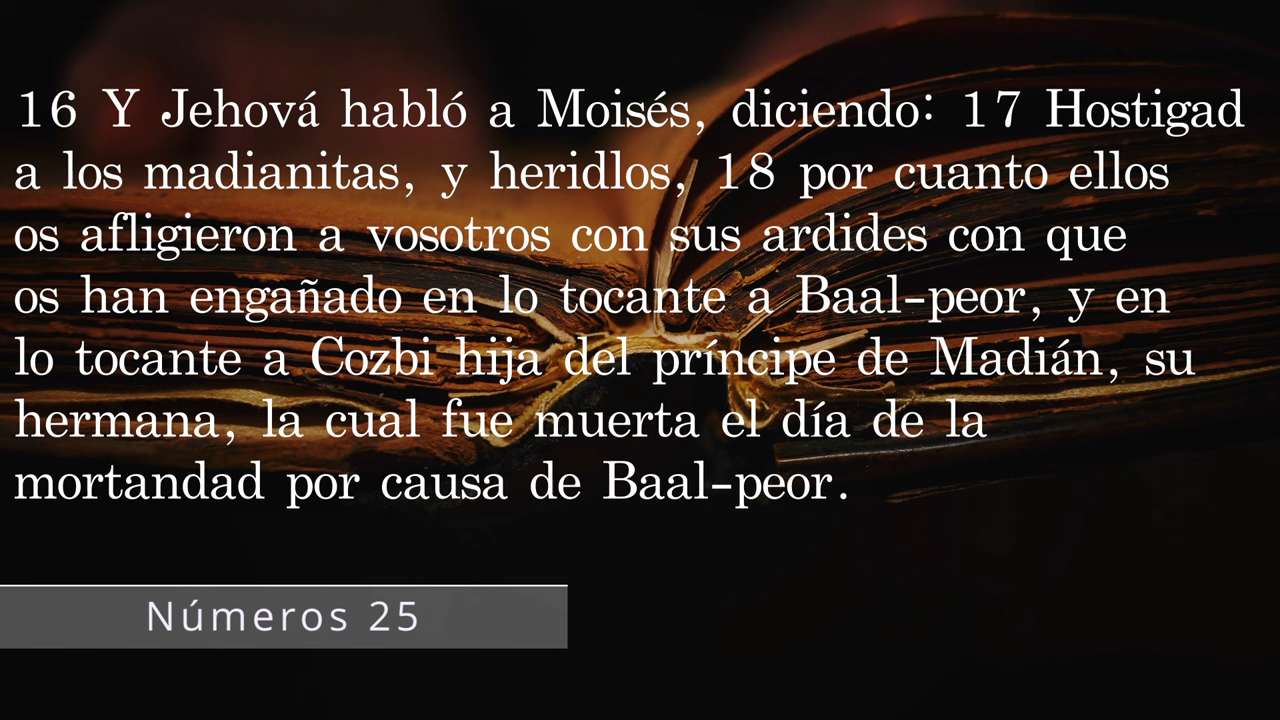 16 Y Jehová habló a Moisés, diciendo: 17 Hostigad
a los madianitas, y heridlos, 18 por cuanto ellos
os afligieron a vosotros con sus ardides con que
os han engañado en lo tocante a Baal-peor, y en
lo tocante a Cozbi hija del príncipe de Madián, su
hermana, la cual fue muerta el día de la
mortandad por causa de Baal-peor.
Números 25